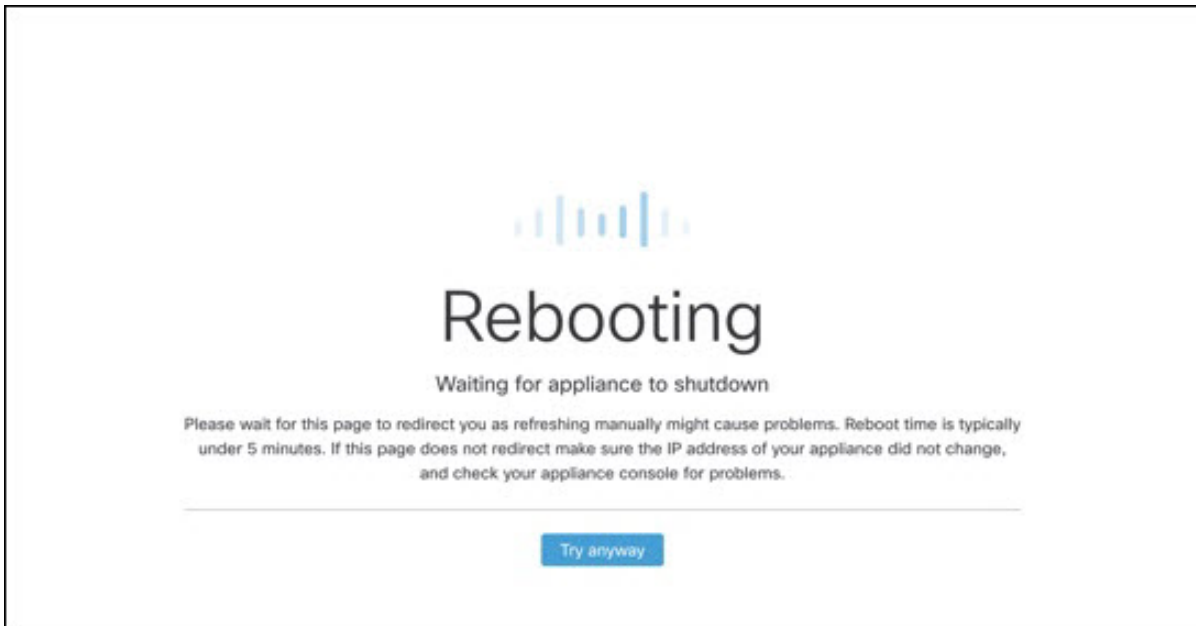 Rebooting
Waiting for appliance to shutdown
Please wait for this page to redirect you as refreshing manually might cause problems. Reboot time is typically
under 5 minutes. If this page does not redirect make sure the IP address of your appliance did not change,
and check your appliance console for problems.
Try anyway